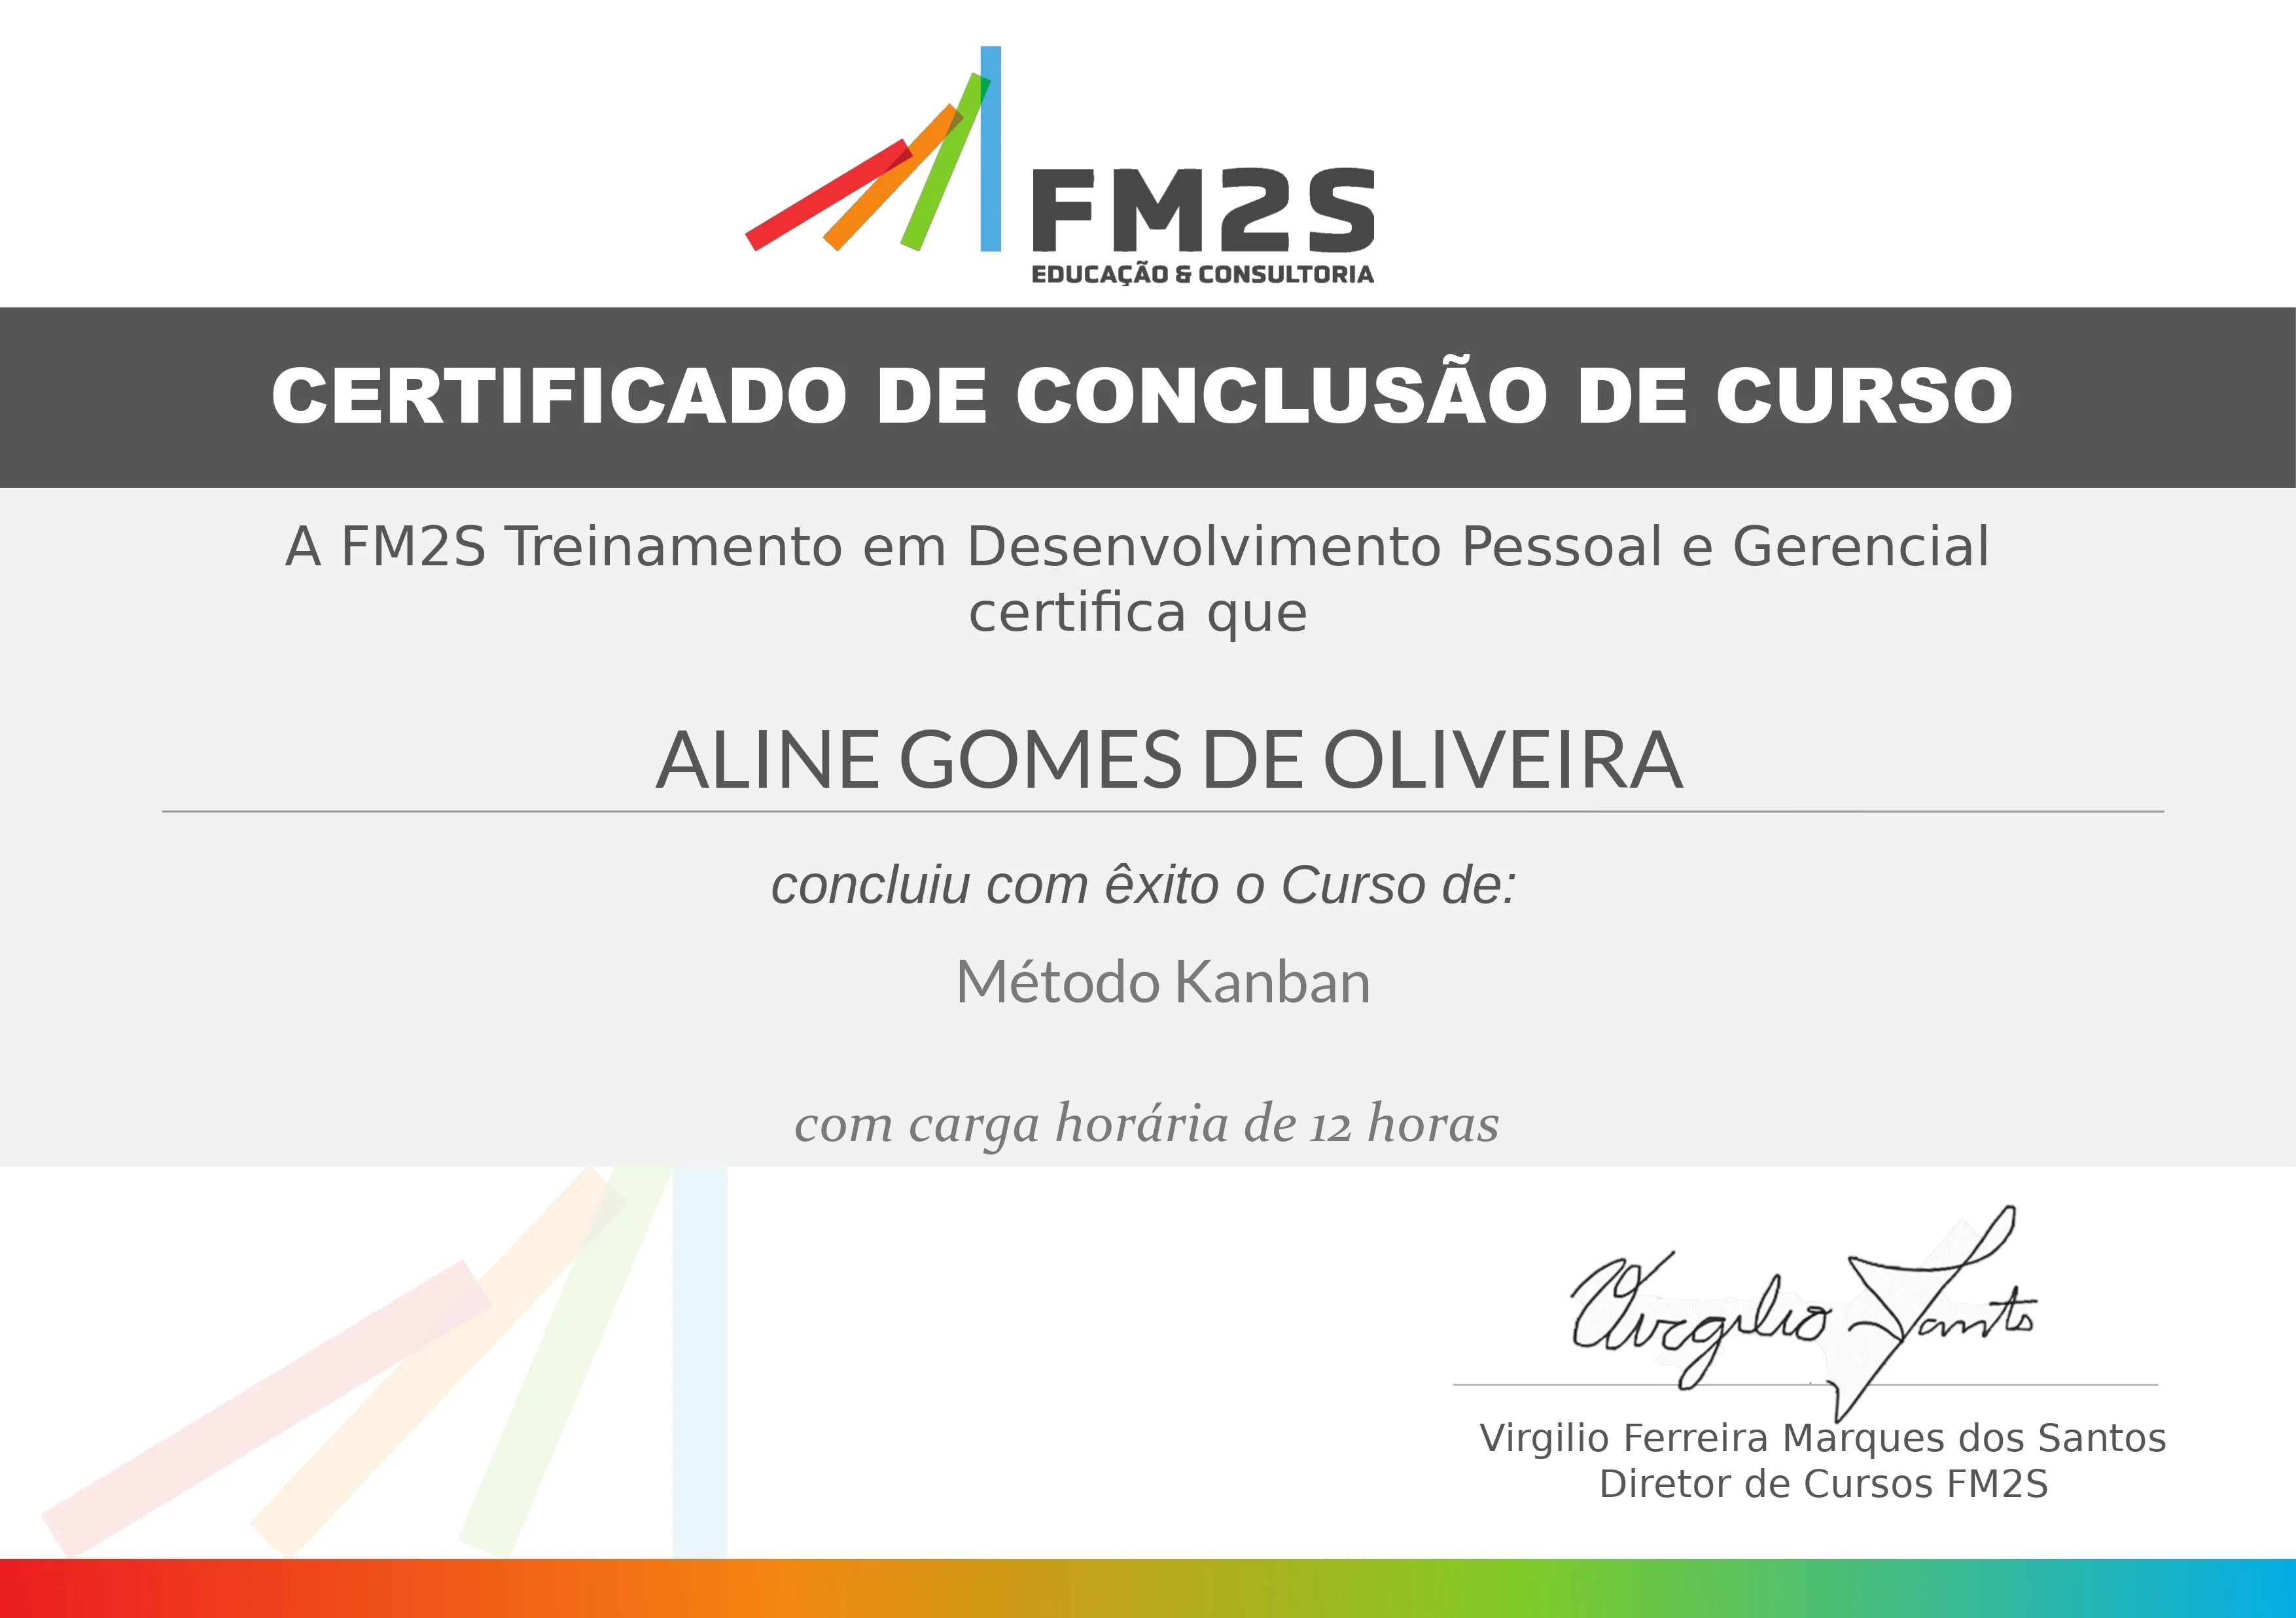 FM2S
EDUCAÇÃO & CONSULTORIA
CERTIFICADO DE CONCLUSÃO DE CURSO
A FM2S Treinamento em Desenvolvimento Pessoal e Gerencial
certifica que
ALINE GOMES DE OLIVEIRA
concluiu com êxito o Curso de:
Método Kanban
com carga horária de 12 horas
Virgilio Santos
Virgilio Ferreira Marques dos Santos
Diretor de Cursos FM2S